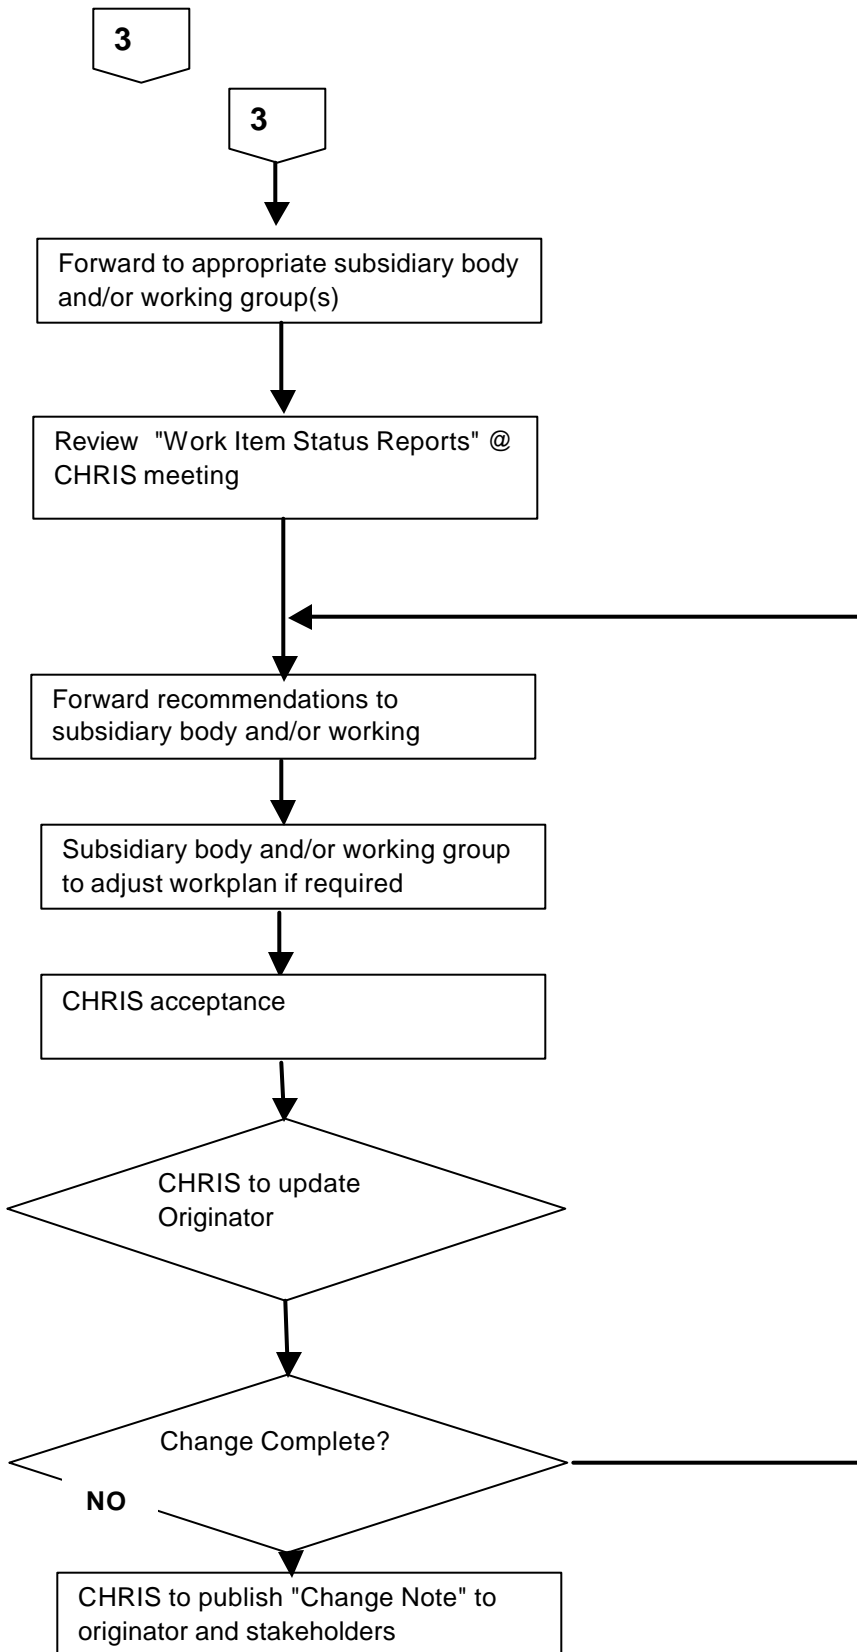 3
3
Forward to appropriate subsidiary body
and/or working group(s)
Review "Work Item Status Reports" @
CHRIS meeting
Forward recommendations to
subsidiary body and/or working
Subsidiary body and/or working group
to adjust workplan if required
CHRIS acceptance
CHRIS to update
Originator
Change Complete?
NO
CHRIS to publish "Change Note" to
originator and stakeholders